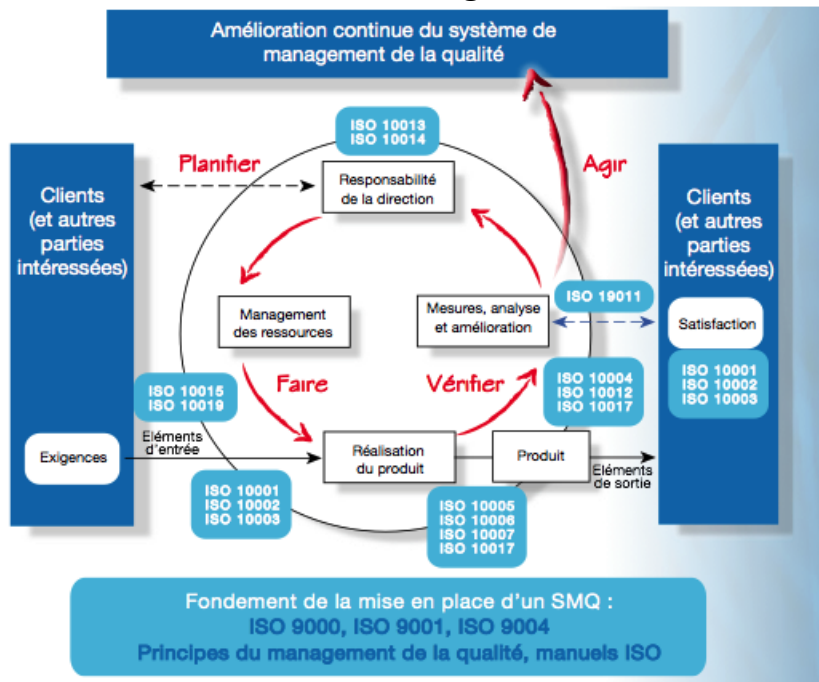 Amélioration continue du système de
management de la qualité
ISO 10013
ISO 10014
Planifier
Agir
Responsabilité
de la direction
Clients
(et autres
parties
intéressées)
Clients
(et autres
parties
intéressées)
ISO 19011
Management
des ressources
Mesures, analyse
et amélioration
Satisfaction
Faire
Vérifier
ISO 10015
ISO 10019
ISO 10004
ISO 10012
ISO 10017
ISO 10001
ISO 10002
ISO 10003
Exigences
Eléments
d'entrée
Réalisation
du produit
Produit
Eléments
de sortie
ISO 10001
ISO 10002
ISO 10003
ISO 10005
ISO 10006
ISO 10007
ISO 10017
Fondement de la mise en place d'un SMQ :
ISO 9000, ISO 9001, ISO 9004
Principes du management de la qualité, manuels ISO